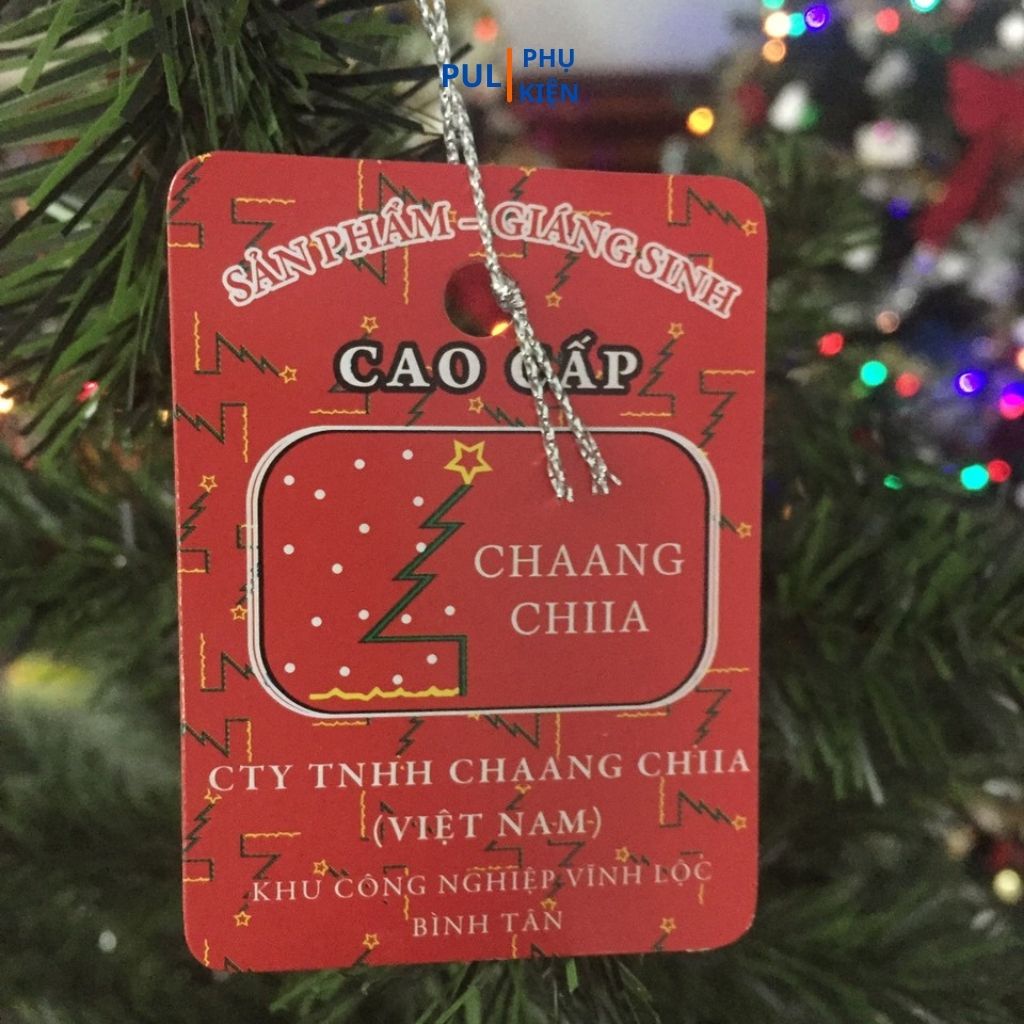 PUL PHỤ KIỆN
SẢN PHẨM - GIÁNG SINH
CAO CẤP
CHAANG
CHIIA
CTY TNHH CHAANG CHIIA
(VIỆT NAM)
KHU CÔNG NGHIỆP VĨNH LỘC
BÌNH TÂN